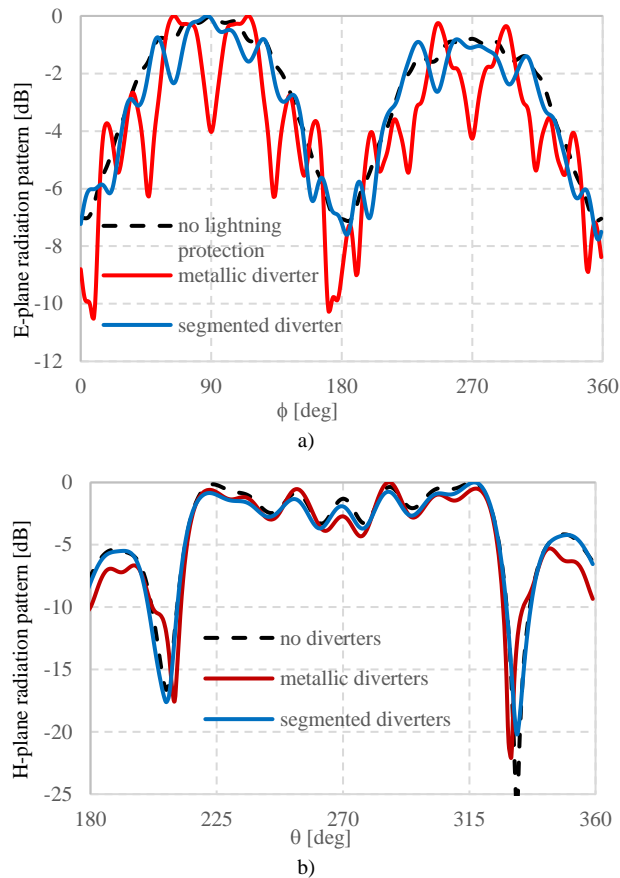 E-plane radiation pattern [dB]
0
-2
-4
-6
-8
-10
-12
no lightning
protection
metallic diverter
segmented diverter
0 90 180 270 360
ϕ [deg]
a)
H-plane radiation pattern [dB]
0
-5
-10
-15
-20
-25
no diverters
metallic diverters
segmented diverters
180 225 270 315 360
θ [deg]
b)